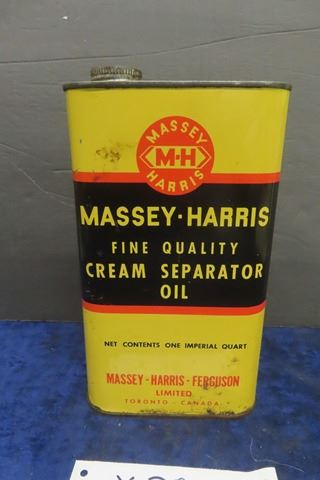 MASSEY
M-H
HARRIS
MASSEY-HARRIS
FINE QUALITY
CREAM SEPARATOR
OIL
NET CONTENTS ONE IMPERIAL QUART
MASSEY-HARRIS-FERGUSON
LIMITED
TORONTO - CANADA